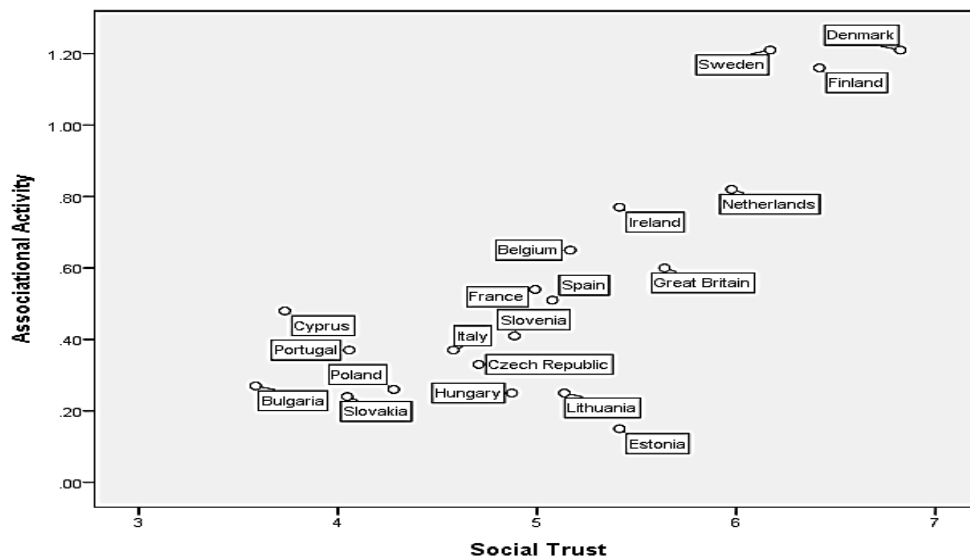 Denmark
1.20
Sweden
Finland
1.00
Associational Activity
.80
Netherlands
Ireland
Belgium
.60
Spain
Great Britain
France
Slovenia
Cyprus
Italy
.40
Portugal
Czech Republic
Poland
Hungary
Bulgaria
Lithuania
Slovakia
.20
Estonia
.00
3 4 5 6 7
Social Trust